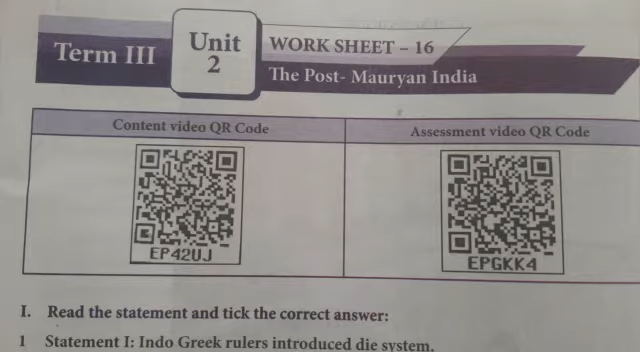 Term III
Unit
2
WORK SHEET – 16
The Post- Mauryan India
Content video QR Code
Assessment video QR Code
EP42UJ
EPGKK4
I. Read the statement and tick the correct answer:
1 Statement I: Indo Greek rulers introduced die system.